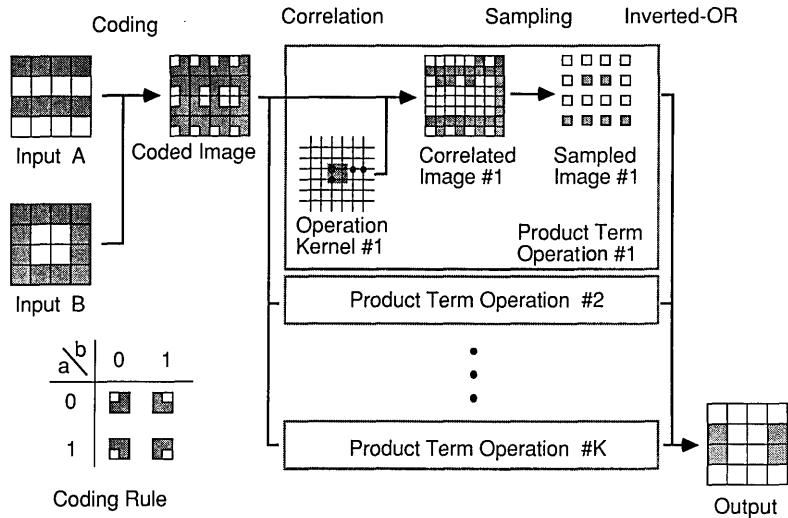 Coding
Correlation
Sampling
Inverted-OR
Input A
Coded Image
Correlated
Image #1
Sampled
Image #1
Operation
Kernel #1
Product Term
Operation #1
Input B
Product Term Operation #2
a\b 0 1
0
1
Product Term Operation #K
Coding Rule
Output